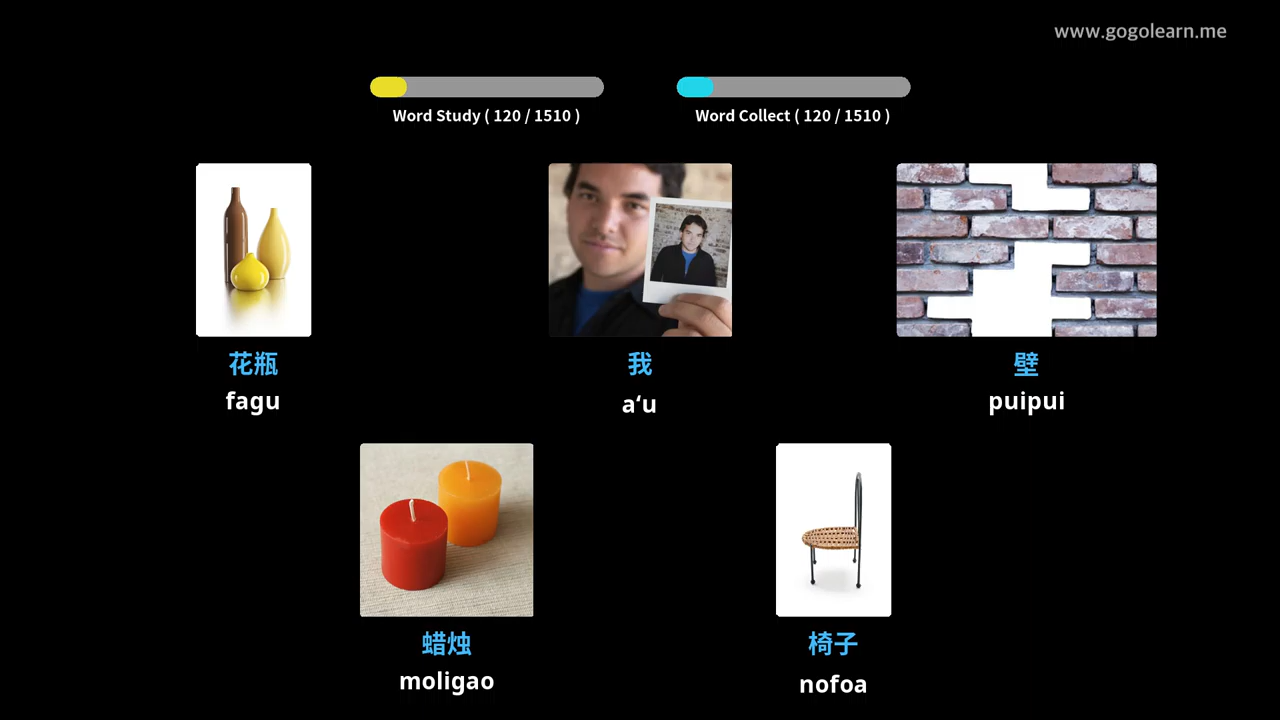 www.gogolearn.me
Word Study ( 120 / 1510 )
Word Collect ( 120 / 1510 )
花瓶
fagu
我
a‘u
壁
puipui
蜡烛
moligao
椅子
nofoa